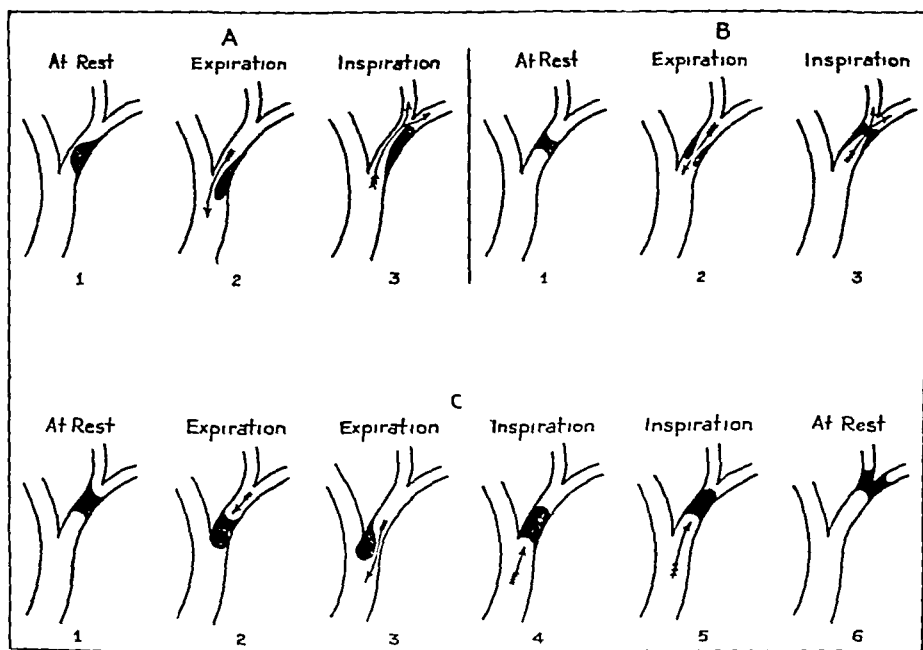 A
At Rest Expiration Inspiration
1 2 3
B
At Rest Expiration Inspiration
1 2 3
C
At Rest Expiration Expiration Inspiration Inspiration At Rest
1 2 3 4 5 6